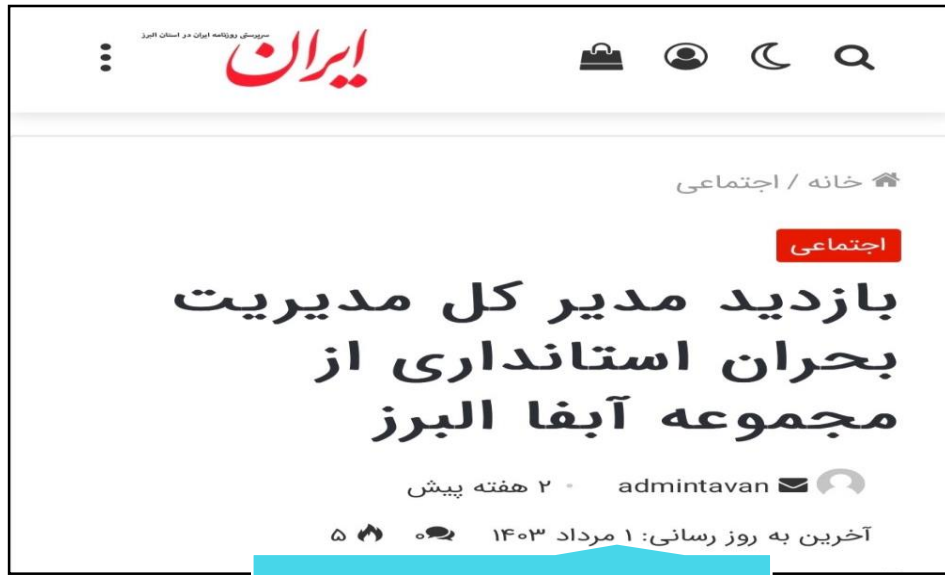 سرپرستی روزنامه ایران در استان البرز
ایران
خانه / اجتماعی
اجتماعی
بازدید مدیر کل مدیریت
بحران استانداری از
مجموعه آبفا البرز
admintavan • ۲ هفته پیش
آخرین به روز رسانی: ۱ مرداد ۱۴۰۳ ۰ ۵